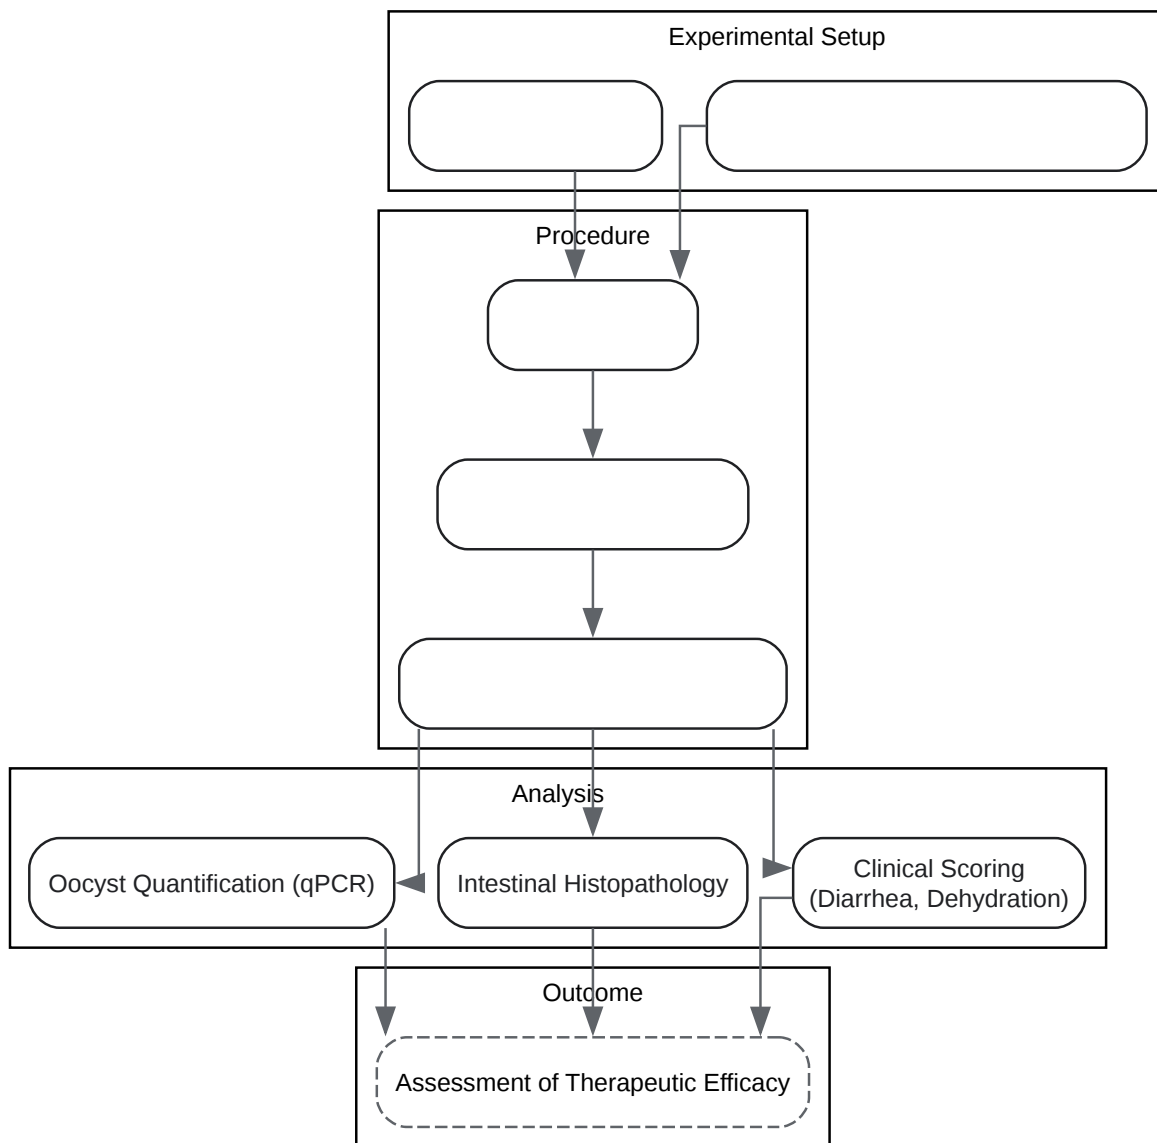 Experimental Setup
Procedure
Analysis
Oocyst Quantification (qPCR)
Intestinal Histopathology
Clinical Scoring
(Diarrhea, Dehydration)
Outcome
Assessment of Therapeutic Efficacy